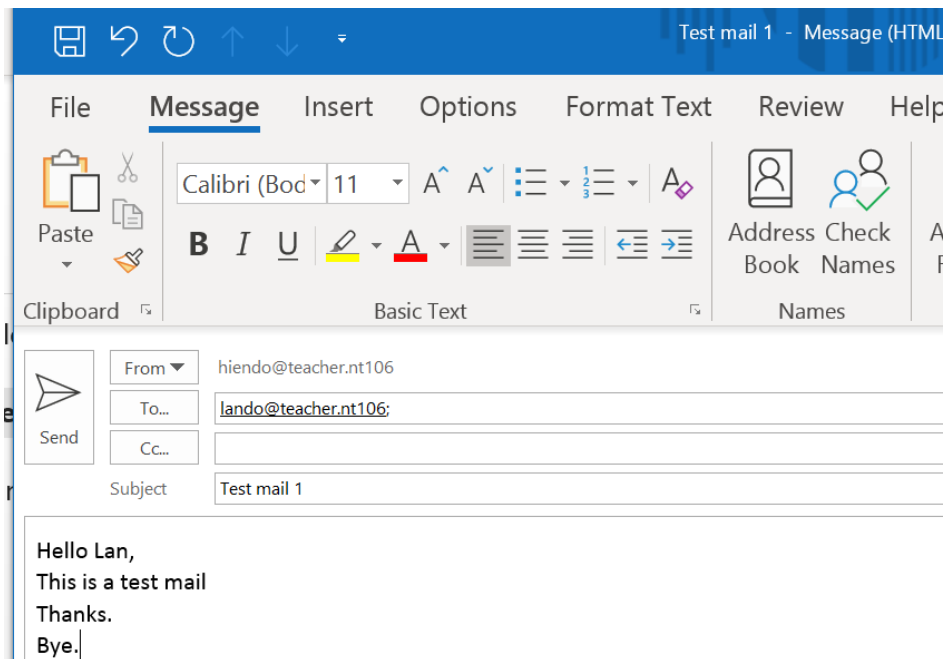 Test mail 1 - Message (HTML
File Message Insert Options Format Text Review Help
Calibri (Bod 11
Paste
B I U A
Address Book
Check Names
Clipboard
Basic Text
Names
From hiendo@teacher.nt106
To... lando@teacher.nt106;
Send
Cc...
Subject Test mail 1
Hello Lan,
This is a test mail
Thanks.
Bye.